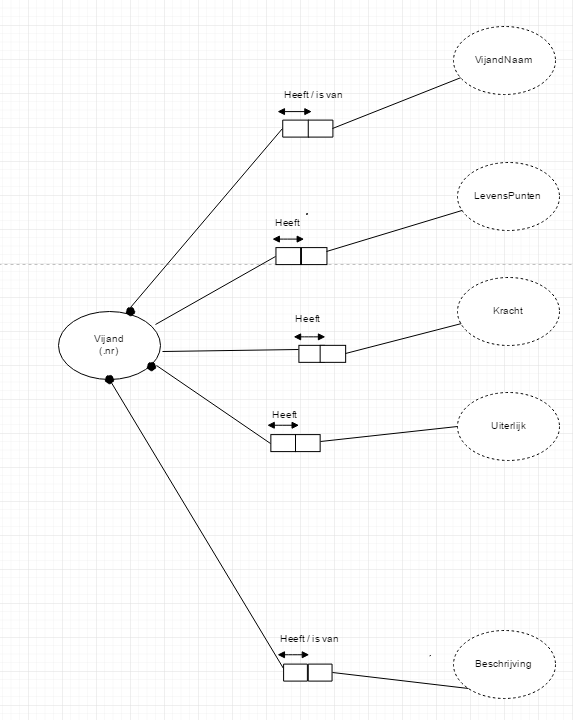 VijandNaam
Heeft / is van
LevensPunten
Heeft
Kracht
Heeft
Vijand
(.nr)
Heeft
Uiterlijk
Heeft / is van
Beschrijving